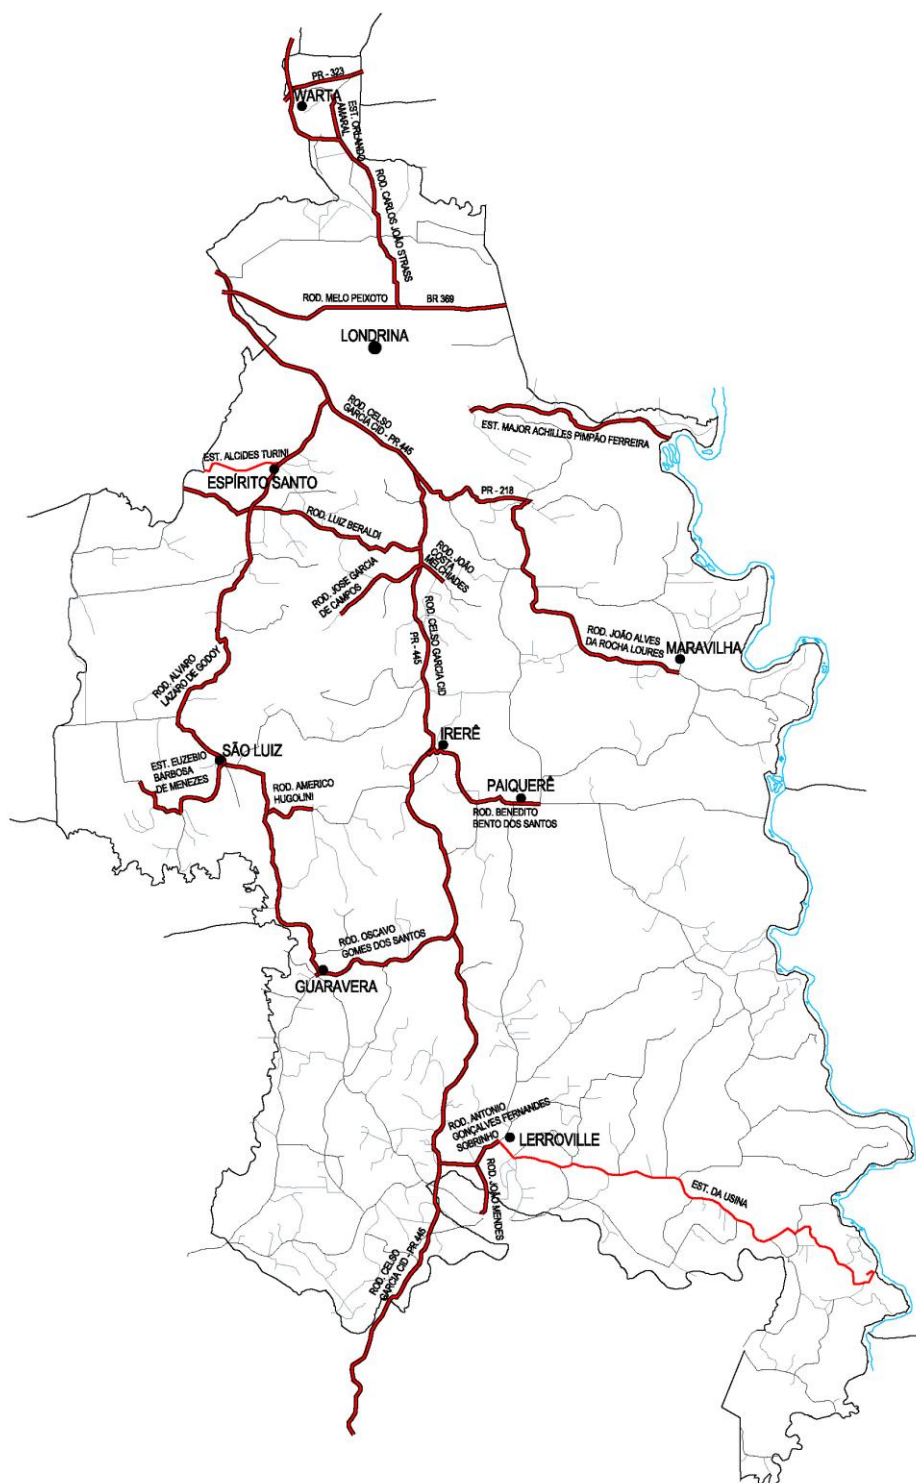 PR - 323
WARTA
EST. ORLANDO
AMARAL
ROD. CARLOS JOÃO STRASS
ROD. MELO PEIXOTO
BR 369
LONDRINA
ROD. CELSO
GARCIA CID - PR 445
EST. MAJOR ACHILLES PIMPÃO FERREIRA
EST. ALCIDES TURINI
ESPÍRITO SANTO
PR - 218
ROD. LUIZ BERALDI
ROD. JOÃO
COSTA
MELCHIADES
ROD. JOSE GARCIA
DE CAMPOS
ROD. CELSO GARCIA CID
PR - 445
ROD. JOÃO ALVES
DA ROCHA LOURES
MARAVILHA
ROD. ALVARO
LAZARO DE GODOY
IRERÊ
SÃO LUIZ
EST. EUZEBIO
BARBOSA
DE MENEZES
ROD. AMERICO
HUGOLINI
PAIQUERÊ
ROD. BENEDITO
BENTO DOS SANTOS
ROD. OSCAVO
GOMES DOS SANTOS
GUARAVERA
ROD. ANTONIO
GONÇALVES FERNANDES
SOBRINHO
LERROVILLE
ROD. JOÃO MENDES
EST. DA USINA
ROD. CELSO
GARCIA CID - PR 445